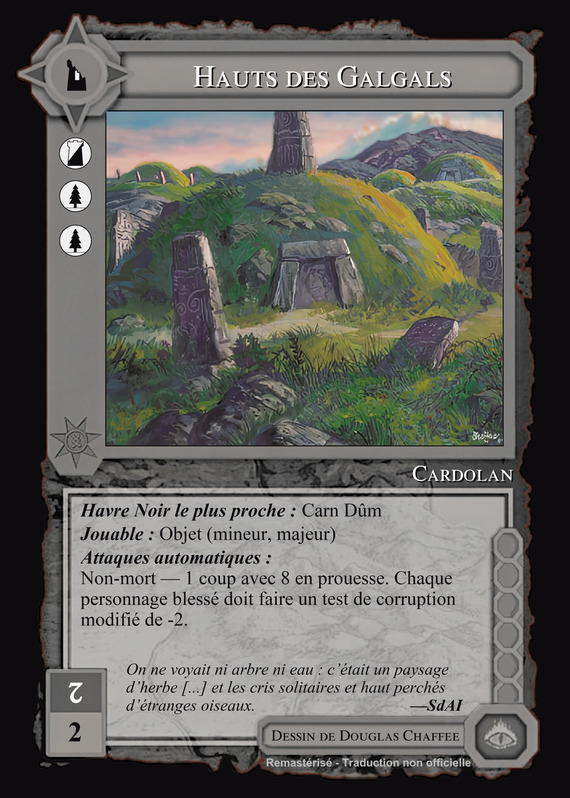 Hauts des Galgals
Cardolan
Havre Noir le plus proche : Carn Dûm
Jouable : Objet (mineur, majeur)
Attaques automatiques :
Non-mort — 1 coup avec 8 en prouesse. Chaque
personnage blessé doit faire un test de corruption
modifié de -2.
On ne voyait ni arbre ni eau : c’était un paysage
d’herbe [...] et les cris solitaires et haut perchés
d’étranges oiseaux. —SdAI
2
2
Dessin de Douglas Chaffee
Remastérisé - Traduction non officielle